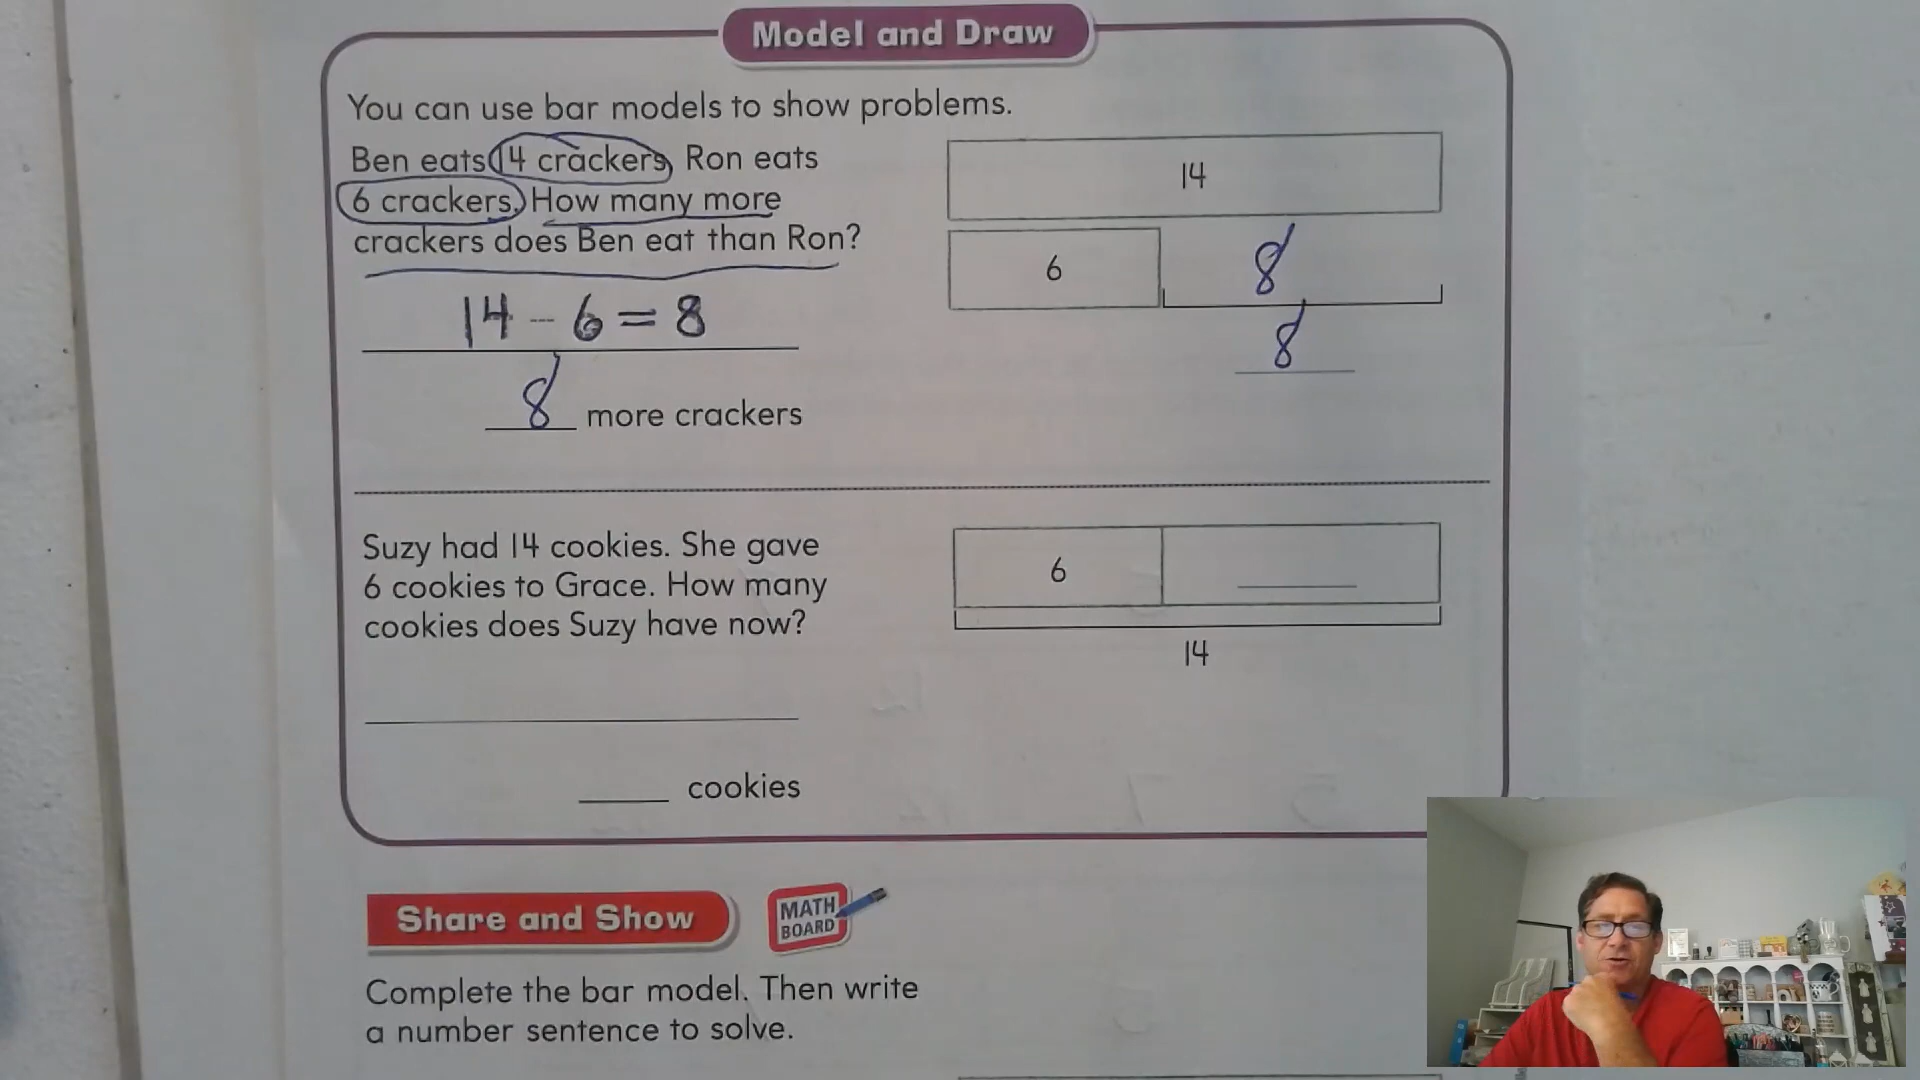 Model and Draw
You can use bar models to show problems.
Ben eats 14 crackers. Ron eats
6 crackers. How many more
crackers does Ben eat than Ron?
14 - 6 = 8
8 more crackers
14
6
8
8
Suzy had 14 cookies. She gave
6 cookies to Grace. How many
cookies does Suzy have now?
cookies
6
14
Share and Show
MATH
BOARD
Complete the bar model. Then write
a number sentence to solve.